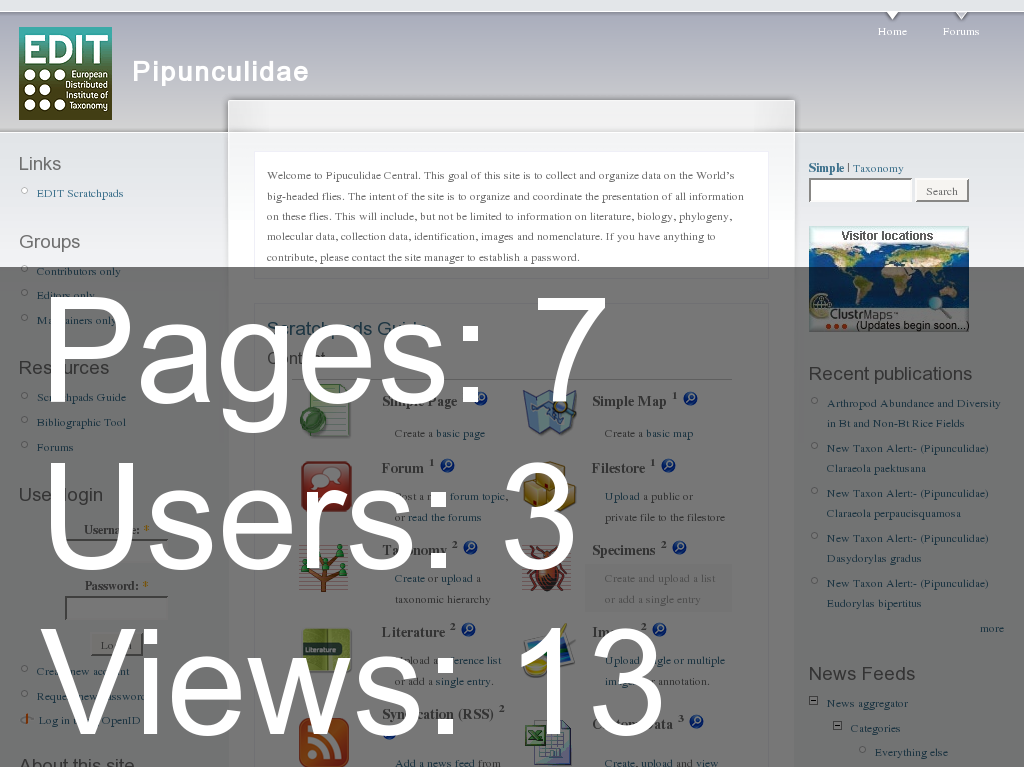 Home
Forums
EDIT
European
Distributed
Institute of
Taxonomy
Pipunculidae
Links
EDIT Scratchpads
Groups
Contributors only
Editors only
Maintainers only
Resources
Scratchpads Guide
Bibliographic Tool
Forums
User login
Username: *
Password: *
Log in
Create new account
Request new password
Log in using OpenID
About this site
Welcome to Pipuculidae Central. This goal of this site is to collect and organize data on the World's
big-headed flies. The intent of the site is to organize and coordinate the presentation of all information
on these flies. This will include, but not be limited to information on literature, biology, phylogeny,
molecular data, collection data, identification, images and nomenclature. If you have anything to
contribute, please contact the site manager to establish a password.
Scratchpads Guide
Content
Simple Page
Create a basic page
Simple Map 1
Create a basic map
Forum 1
Post a new forum topic,
or read the forums
Filestore 1
Upload a public or
private file to the filestore
Taxonomy 2
Create or upload a
taxonomic hierarchy
Specimens 2
Create and upload a list
or add a single entry
Literature
Literature 2
Upload a reference list
or add a single entry.
Image 2
Upload single or multiple
images for annotation.
Syndication (RSS) 2
Add a news feed from
Custom data 3
Create, upload and view
Pages: 7
Users: 3
Views: 13
Simple | Taxonomy
Search
Visitor locations
ClustrMaps™
(Updates begin soon...)
Recent publications
Arthropod Abundance and Diversity
in Bt and Non-Bt Rice Fields
New Taxon Alert:- (Pipunculidae)
Claraeola paektusana
New Taxon Alert:- (Pipunculidae)
Claraeola perpaucisquamosa
New Taxon Alert:- (Pipunculidae)
Dasydorylas gradus
New Taxon Alert:- (Pipunculidae)
Eudorylas bipertitus
more
News Feeds
News aggregator
Categories
Everything else